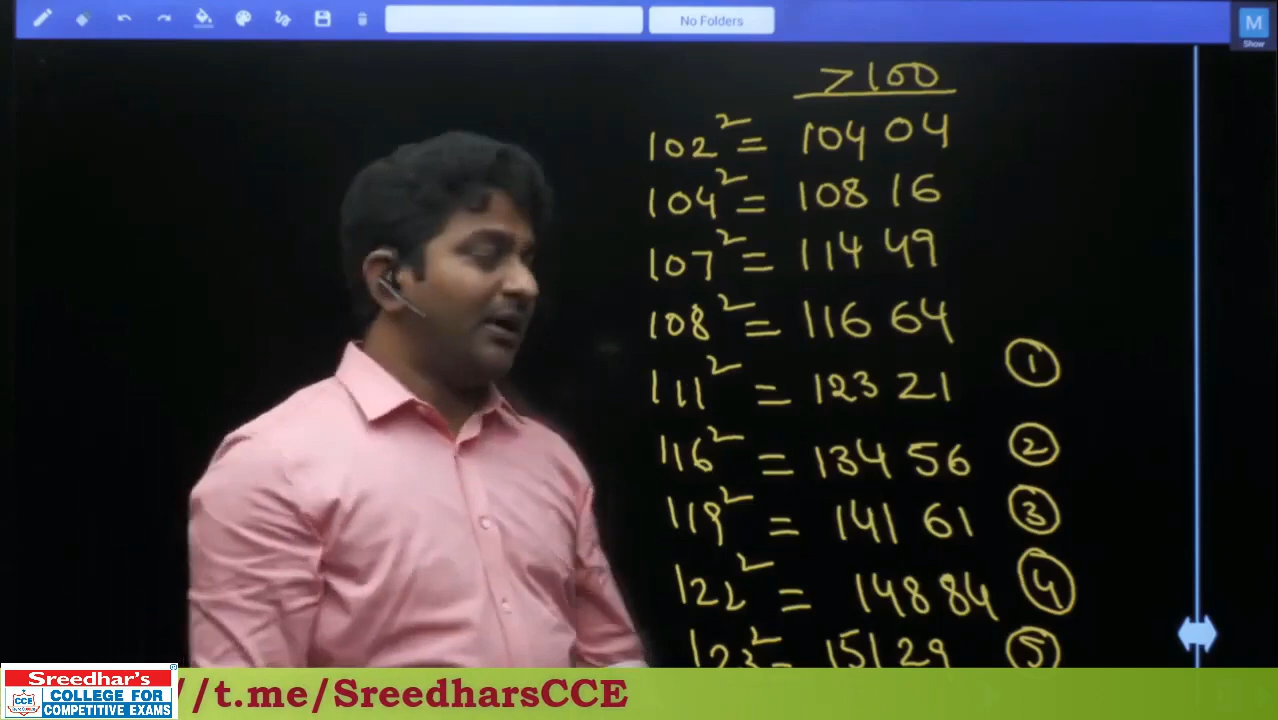 No Folders
M
Show
>100
102² = 104 04
104² = 108 16
107² = 114 49
108² = 116 64
111² = 123 21 ①
116² = 134 56 ②
119² = 141 61 ③
122² = 148 84 ④
123² = 151 29 ⑤
Sreedhar's
CCE
COLLEGE FOR
COMPETITIVE EXAMS
//t.me/SreedharsCCE